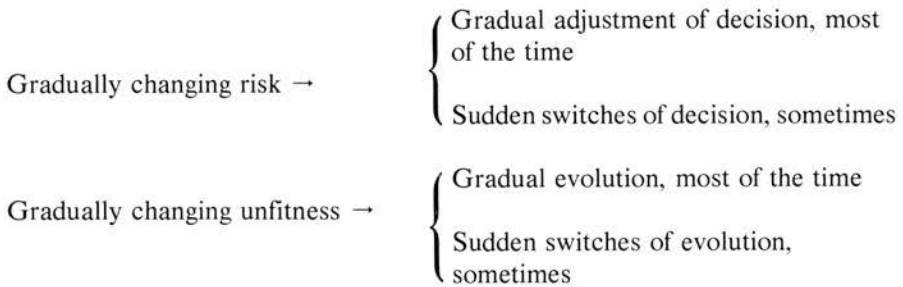 Gradual adjustment of decision, most
of the time
Gradually changing risk →
Sudden switches of decision, sometimes
Gradual evolution, most of the time
Gradually changing unfitness →
Sudden switches of evolution,
sometimes